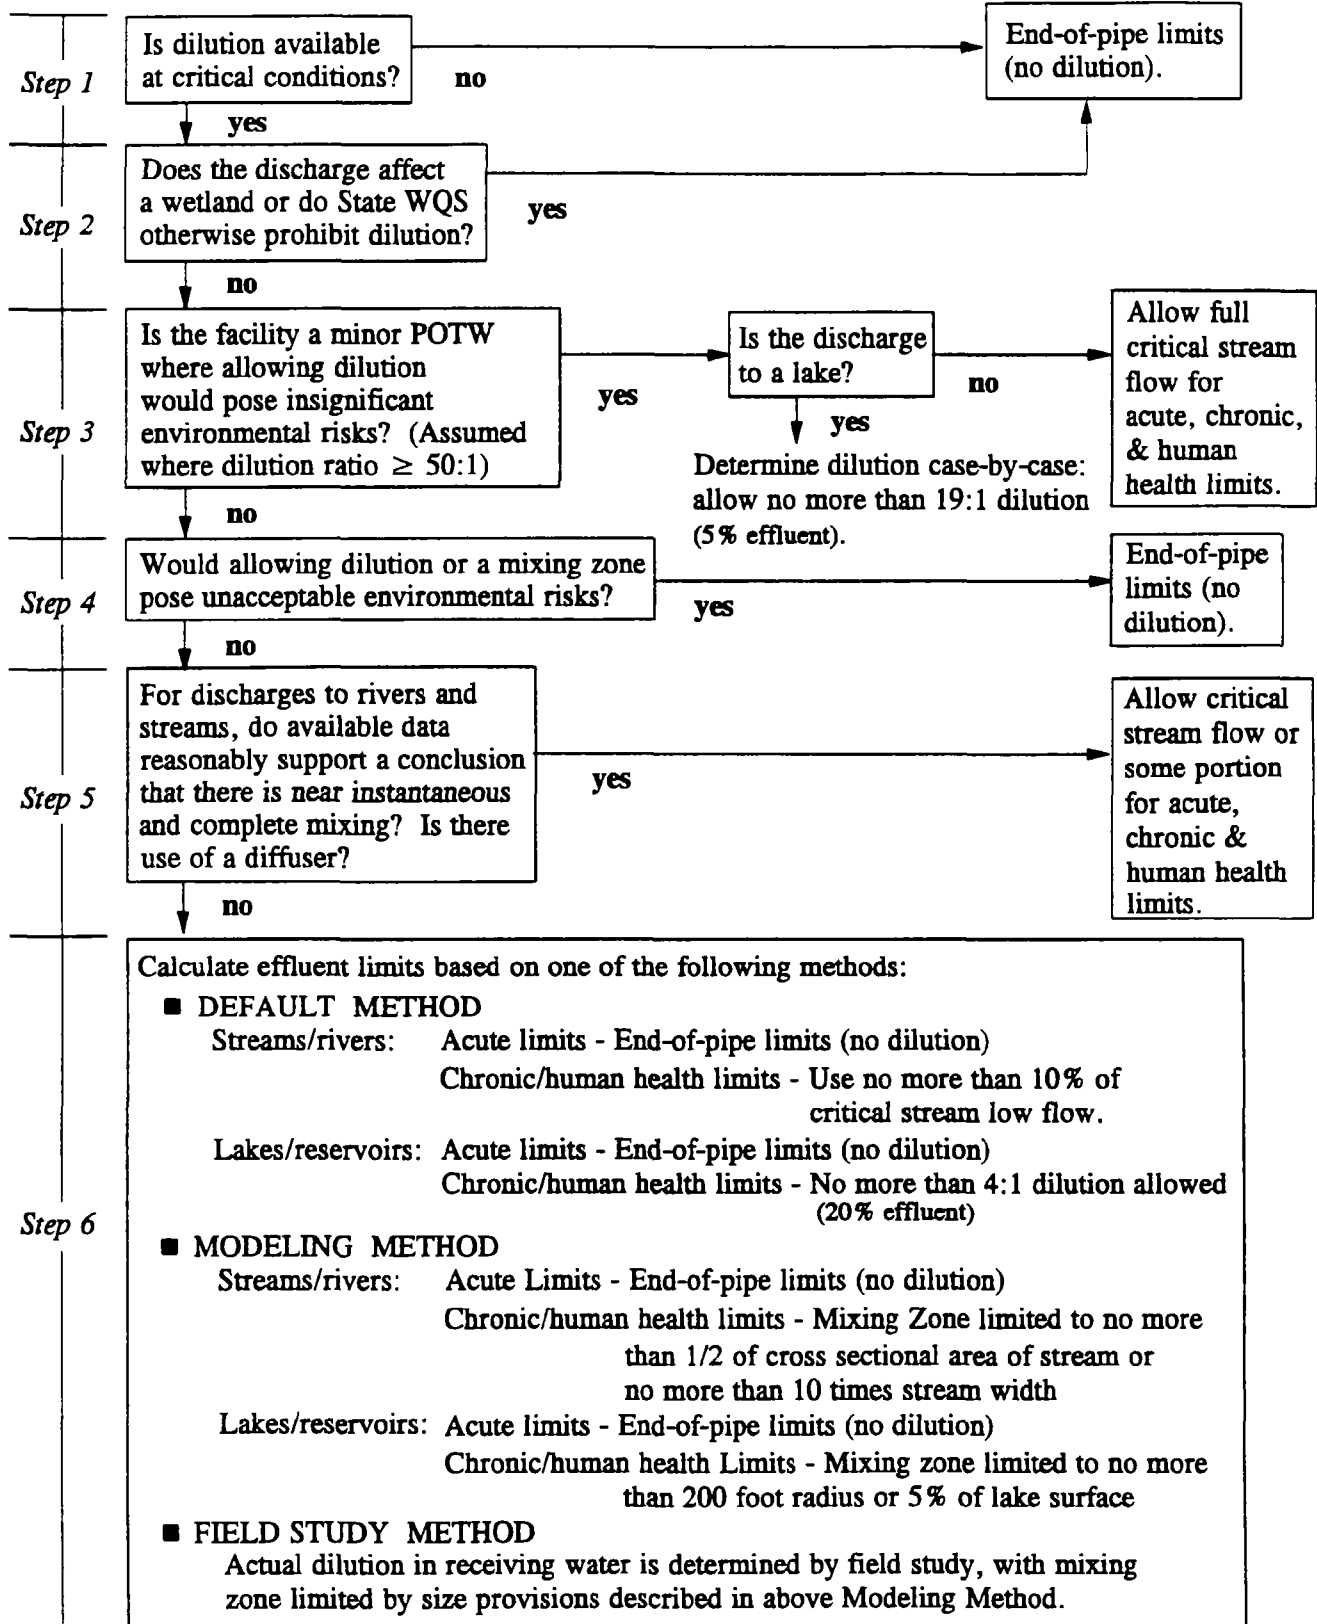 Step 1
Is dilution available
at critical conditions?
no
End-of-pipe limits
(no dilution).
yes
Step 2
Does the discharge affect
a wetland or do State WQS
otherwise prohibit dilution?
yes
no
Step 3
Is the facility a minor POTW
where allowing dilution
would pose insignificant
environmental risks? (Assumed
where dilution ratio ≥ 50:1)
yes
Is the discharge
to a lake?
no
Allow full
critical stream
flow for
acute, chronic,
& human
health limits.
yes
Determine dilution case-by-case:
allow no more than 19:1 dilution
(5% effluent).
no
Step 4
Would allowing dilution or a mixing zone
pose unacceptable environmental risks?
yes
End-of-pipe
limits (no
dilution).
no
Step 5
For discharges to rivers and
streams, do available data
reasonably support a conclusion
that there is near instantaneous
and complete mixing? Is there
use of a diffuser?
yes
Allow critical
stream flow or
some portion
for acute,
chronic &
human health
limits.
no
Step 6
Calculate effluent limits based on one of the following methods:
■ DEFAULT METHOD
Streams/rivers: Acute limits - End-of-pipe limits (no dilution)
Chronic/human health limits - Use no more than 10% of
critical stream low flow.
Lakes/reservoirs: Acute limits - End-of-pipe limits (no dilution)
Chronic/human health limits - No more than 4:1 dilution allowed
(20% effluent)
■ MODELING METHOD
Streams/rivers: Acute Limits - End-of-pipe limits (no dilution)
Chronic/human health limits - Mixing Zone limited to no more
than 1/2 of cross sectional area of stream or
no more than 10 times stream width
Lakes/reservoirs: Acute limits - End-of-pipe limits (no dilution)
Chronic/human health Limits - Mixing zone limited to no more
than 200 foot radius or 5% of lake surface
■ FIELD STUDY METHOD
Actual dilution in receiving water is determined by field study, with mixing
zone limited by size provisions described in above Modeling Method.